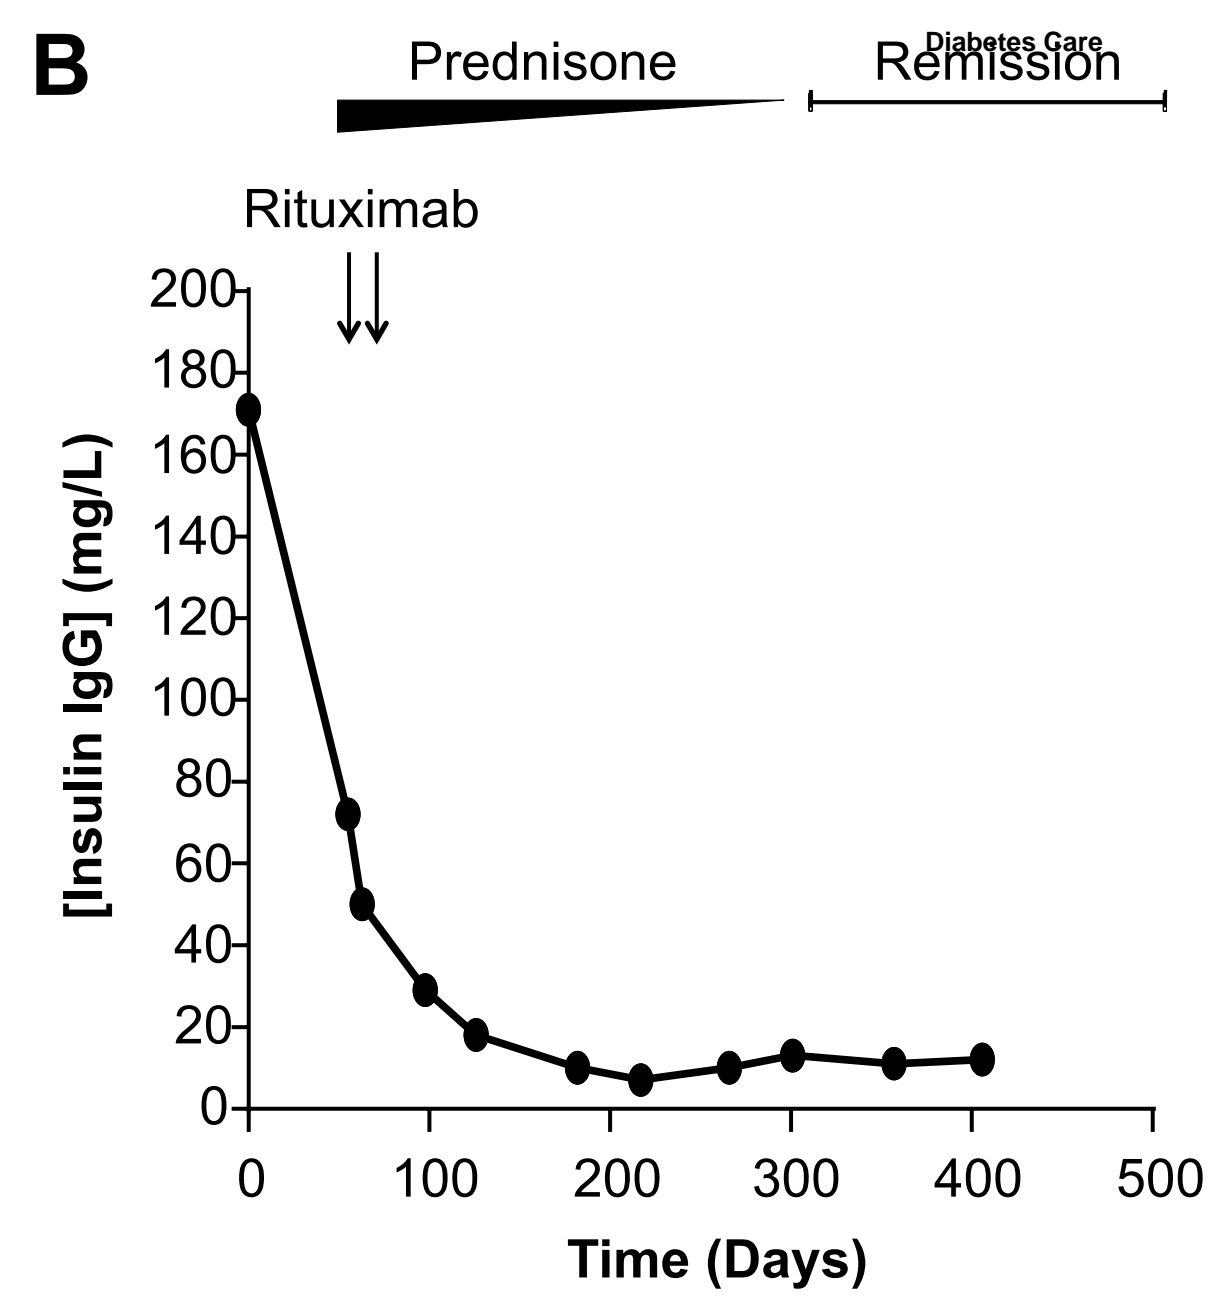 B
Diabetes Care
Prednisone
Remission
Rituximab
200
180
160
140
120
100
80
60
40
20
0
[Insulin IgG] (mg/L)
0 100 200 300 400 500
Time (Days)